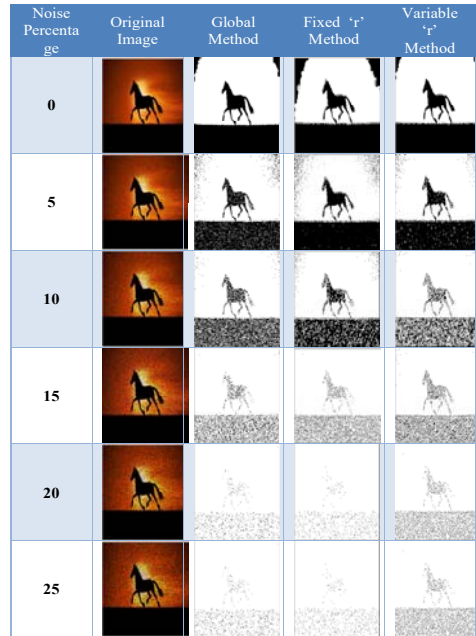 Noise
Percenta
ge
Original
Image
Global
Method
Fixed ‘r’
Method
Variable
‘r’
Method
0
5
10
15
20
25